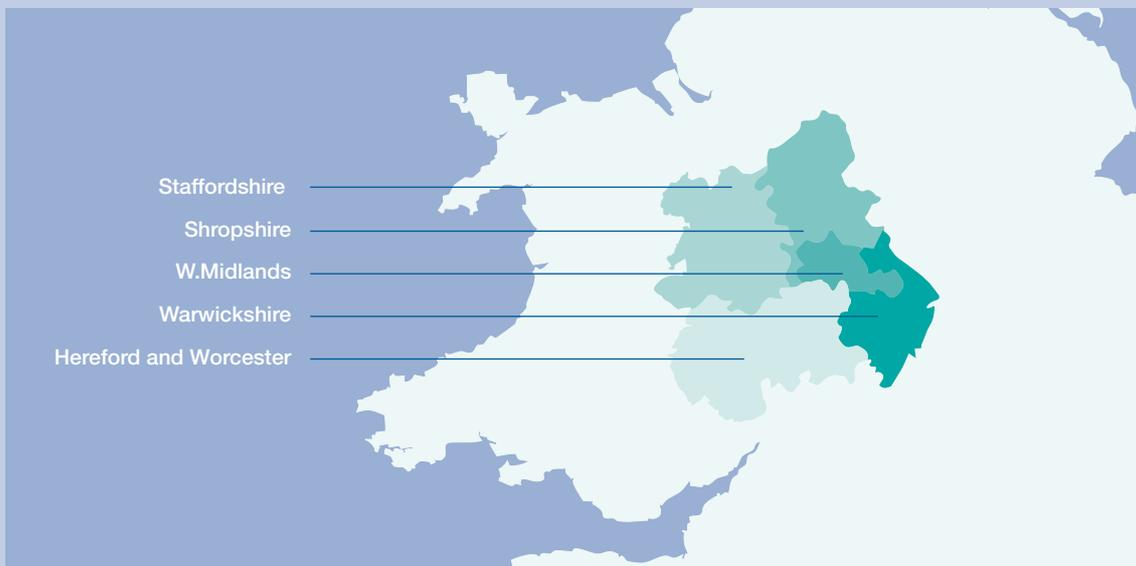 Staffordshire
Shropshire
W.Midlands
Warwickshire
Hereford and Worcester